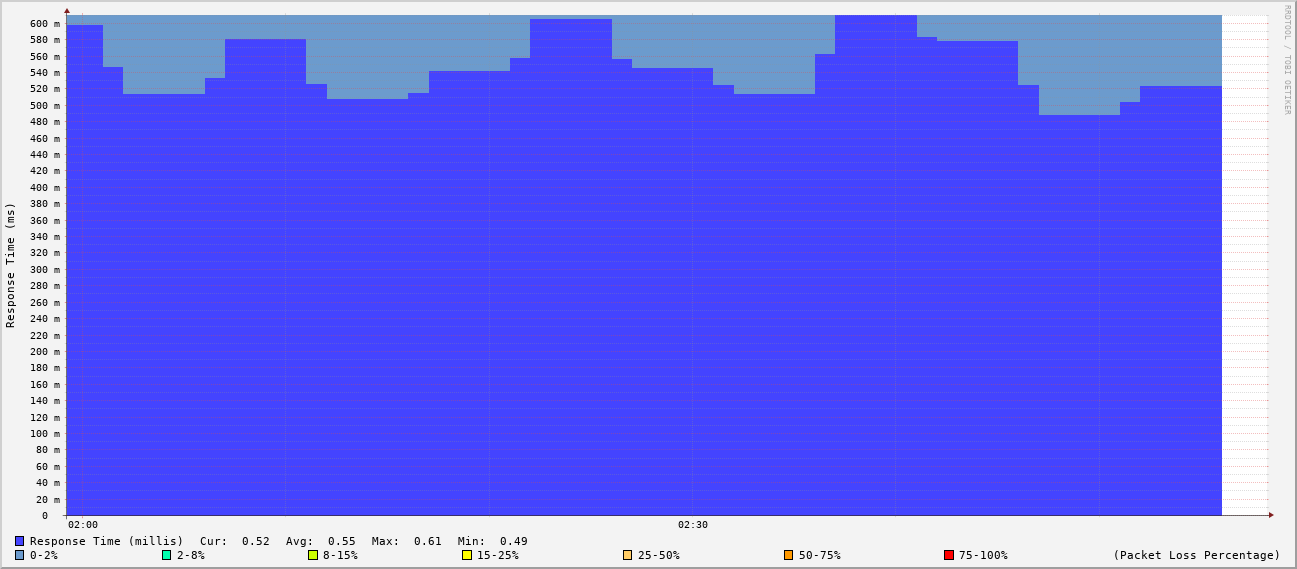 600 m
580 m
560 m
540 m
520 m
500 m
480 m
460 m
440 m
420 m
400 m
380 m
360 m
340 m
320 m
300 m
280 m
260 m
240 m
220 m
200 m
180 m
160 m
140 m
120 m
100 m
80 m
60 m
40 m
20 m
0
Response Time (ms)
RRDTOOL / TOBI OETIKER
02:00 02:30
Response Time (millis) Cur: 0.52 Avg: 0.55 Max: 0.61 Min: 0.49
0-2% 2-8% 8-15% 15-25% 25-50% 50-75% 75-100% (Packet Loss Percentage)